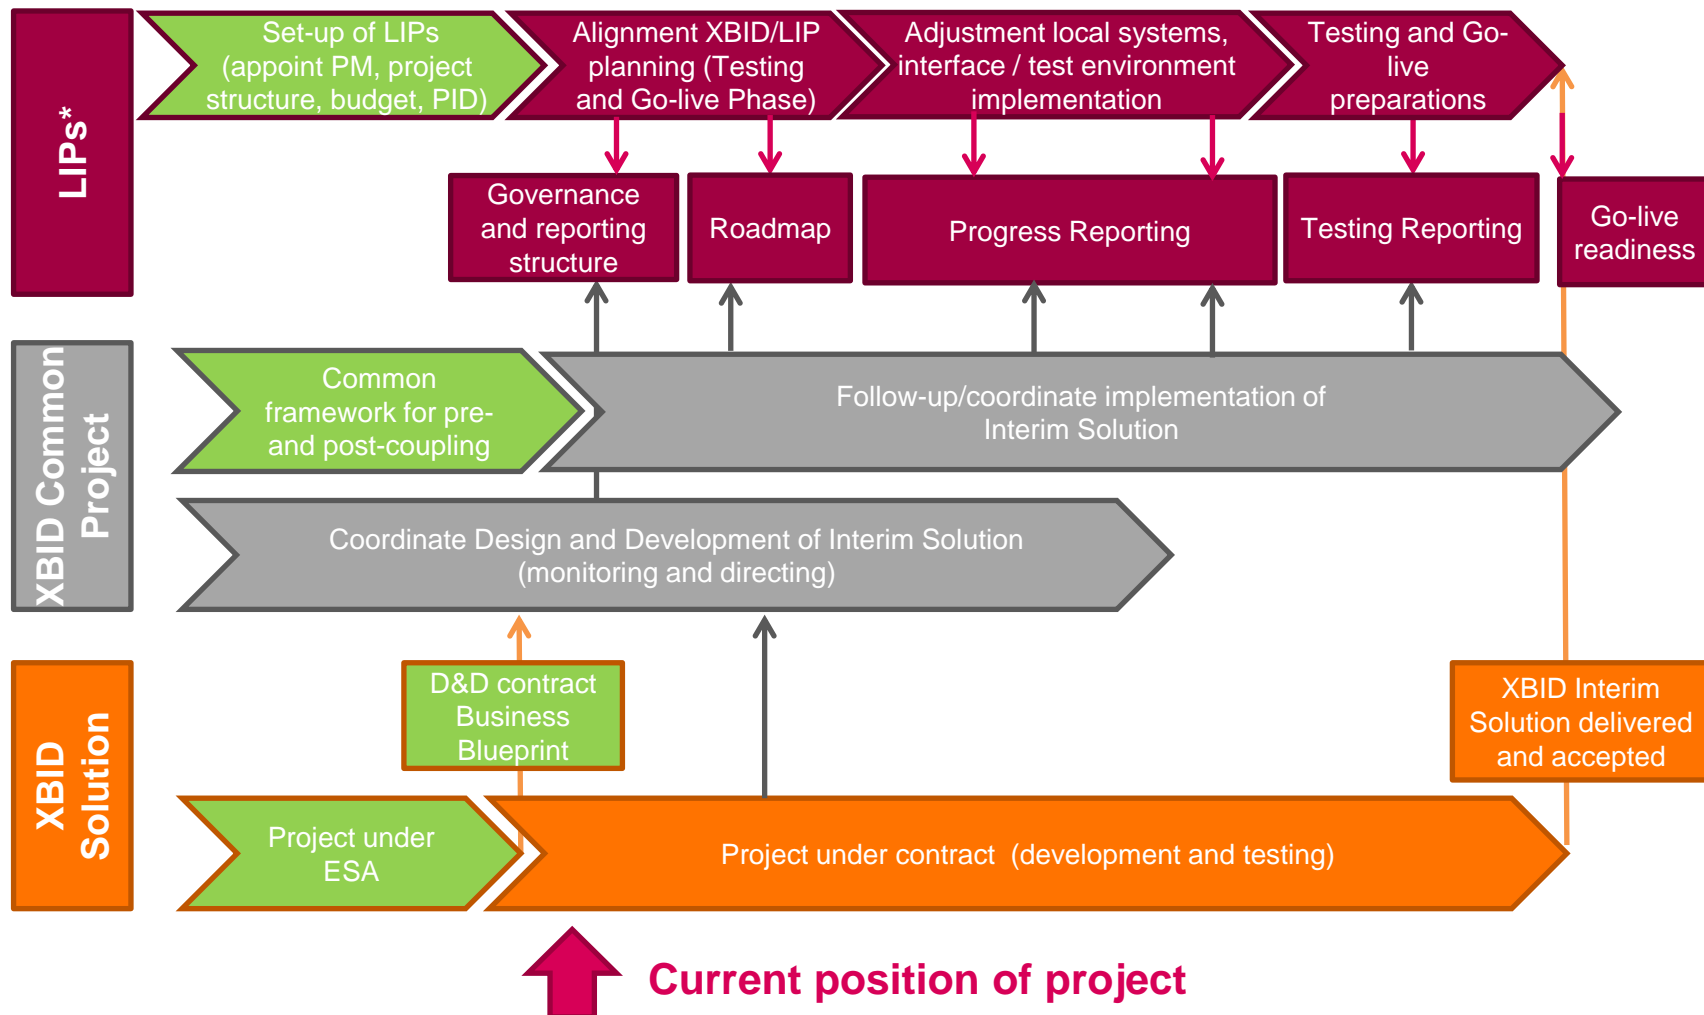 LIPs*
Set-up of LIPs
(appoint PM, project
structure, budget, PID)
Alignment XBID/LIP
planning (Testing
and Go-live Phase)
Adjustment local systems,
interface / test environment
implementation
Testing and Go-
live
preparations
Governance
and reporting
structure
Roadmap
Progress Reporting
Testing Reporting
Go-live
readiness
XBID Common
Project
Common
framework for pre-
and post-coupling
Follow-up/coordinate implementation of
Interim Solution
Coordinate Design and Development of Interim Solution
(monitoring and directing)
XBID
Solution
D&D contract
Business
Blueprint
XBID Interim
Solution delivered
and accepted
Project under
ESA
Project under contract (development and testing)
Current position of project